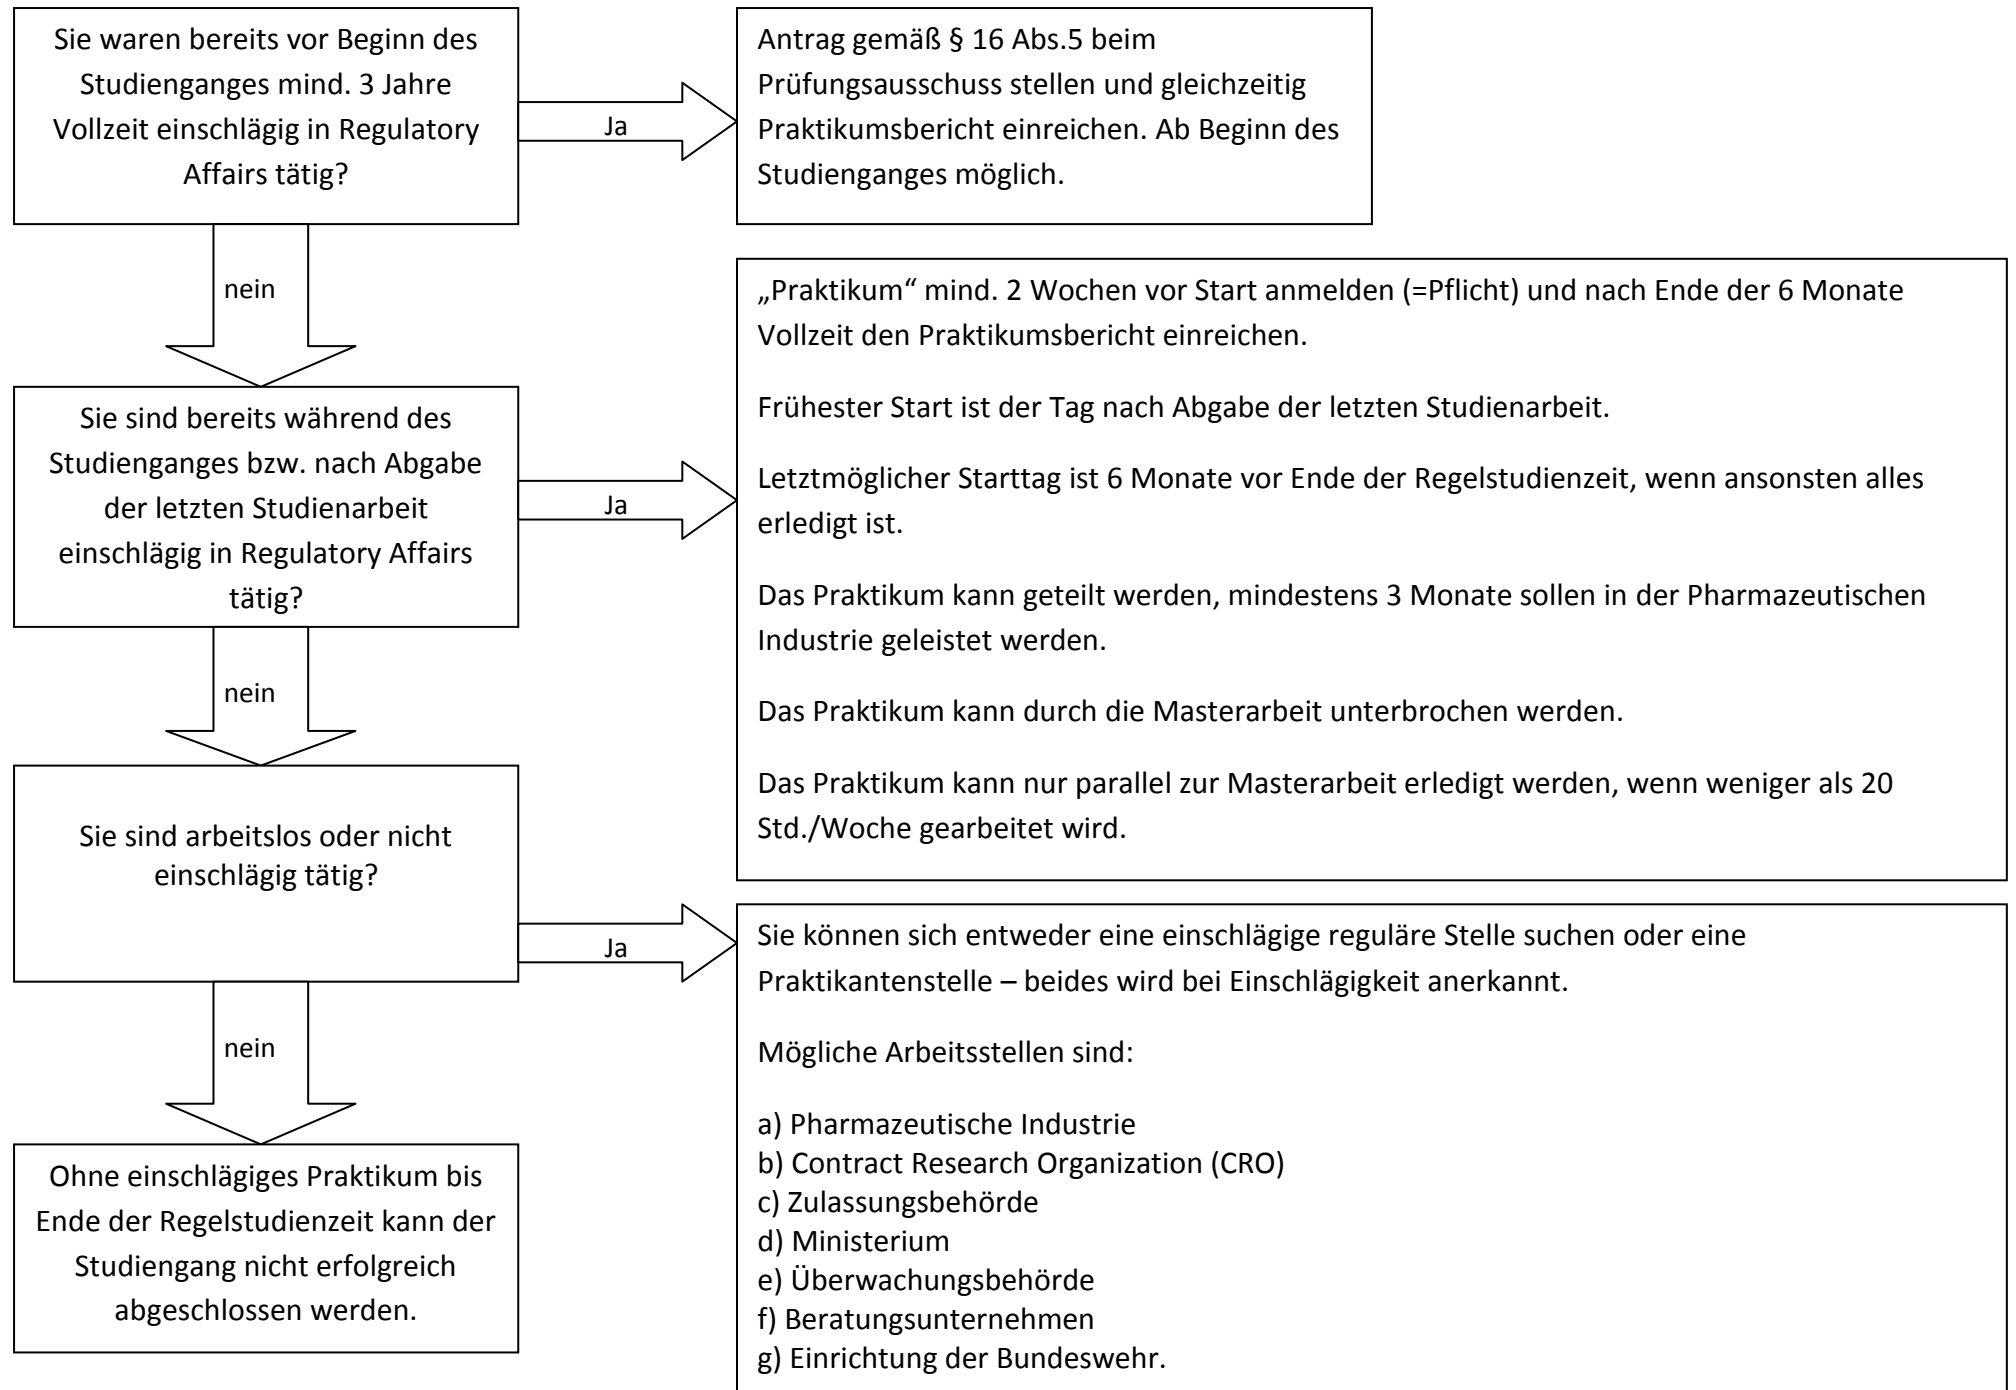 Sie waren bereits vor Beginn des
Studienganges mind. 3 Jahre
Vollzeit einschlägig in Regulatory
Affairs tätig?
Ja
Antrag gemäß § 16 Abs.5 beim
Prüfungsausschuss stellen und gleichzeitig
Praktikumsbericht einreichen. Ab Beginn des
Studienganges möglich.
nein
Sie sind bereits während des
Studienganges bzw. nach Abgabe
der letzten Studienarbeit
einschlägig in Regulatory Affairs
tätig?
Ja
„Praktikum“ mind. 2 Wochen vor Start anmelden (=Pflicht) und nach Ende der 6 Monate
Vollzeit den Praktikumsbericht einreichen.
Frühester Start ist der Tag nach Abgabe der letzten Studienarbeit.
Letztmöglicher Starttag ist 6 Monate vor Ende der Regelstudienzeit, wenn ansonsten alles
erledigt ist.
Das Praktikum kann geteilt werden, mindestens 3 Monate sollen in der Pharmazeutischen
Industrie geleistet werden.
Das Praktikum kann durch die Masterarbeit unterbrochen werden.
Das Praktikum kann nur parallel zur Masterarbeit erledigt werden, wenn weniger als 20
Std./Woche gearbeitet wird.
nein
Sie sind arbeitslos oder nicht
einschlägig tätig?
Ja
Sie können sich entweder eine einschlägige reguläre Stelle suchen oder eine
Praktikantenstelle – beides wird bei Einschlägigkeit anerkannt.
Mögliche Arbeitsstellen sind:
a) Pharmazeutische Industrie
b) Contract Research Organization (CRO)
c) Zulassungsbehörde
d) Ministerium
e) Überwachungsbehörde
f) Beratungsunternehmen
g) Einrichtung der Bundeswehr.
nein
Ohne einschlägiges Praktikum bis
Ende der Regelstudienzeit kann der
Studiengang nicht erfolgreich
abgeschlossen werden.